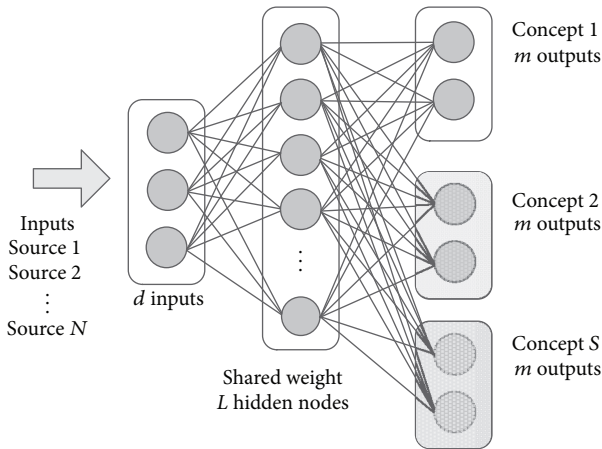 Inputs
Source 1
Source 2
⋮
Source N
d inputs
⋮
Shared weight
L hidden nodes
Concept 1
m outputs
Concept 2
m outputs
Concept S
m outputs